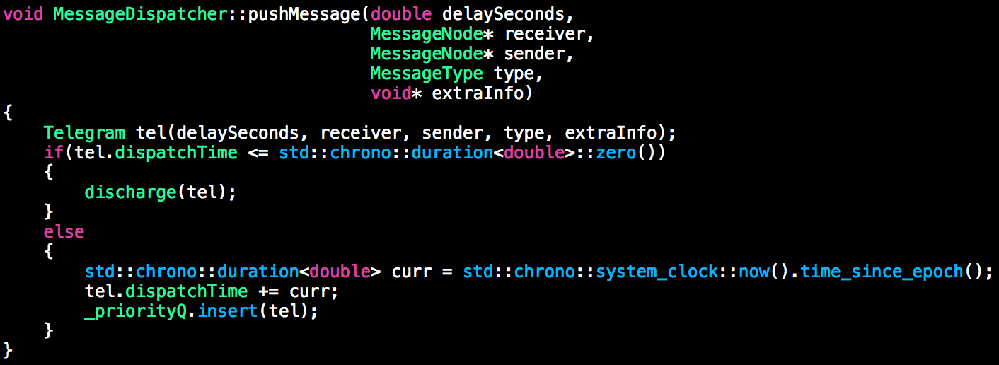 void MessageDispatcher::pushMessage(double delaySeconds,
                                    MessageNode* receiver,
                                    MessageNode* sender,
                                    MessageType type,
                                    void* extraInfo)
{
    Telegram tel(delaySeconds, receiver, sender, type, extraInfo);
    if(tel.dispatchTime <= std::chrono::duration<double>::zero())
    {
        discharge(tel);
    }
    else
    {
        std::chrono::duration<double> curr = std::chrono::system_clock::now().time_since_epoch();
        tel.dispatchTime += curr;
        _priorityQ.insert(tel);
    }
}